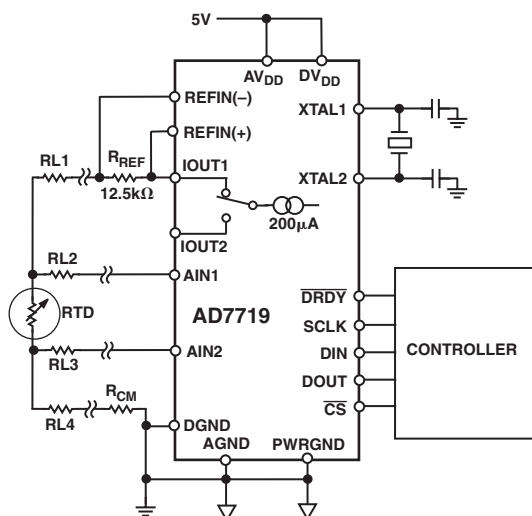 5V
AVDD
DVDD
REFIN(–)
XTAL1
REFIN(+)
RL1
RREF
IOUT1
12.5kΩ
XTAL2
200μA
IOUT2
RL2
AIN1
DRDY
RTD
AD7719
SCLK
DIN
CONTROLLER
RL3
AIN2
DOUT
RCM
CS
RL4
DGND
AGND
PWRGND